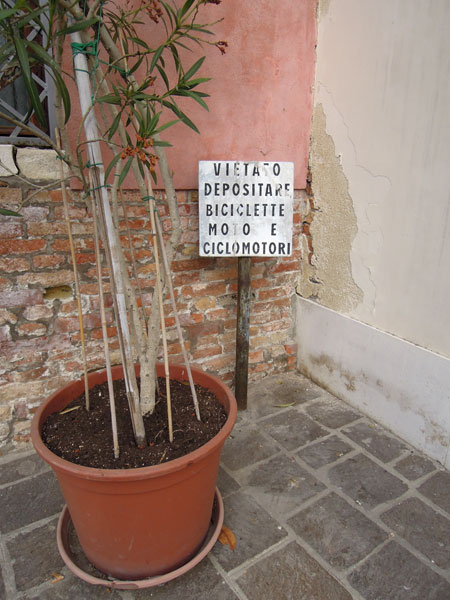 VIETATO
DEPOSITARE
BICICLETTE
MOTO E
CICLOMOTORI